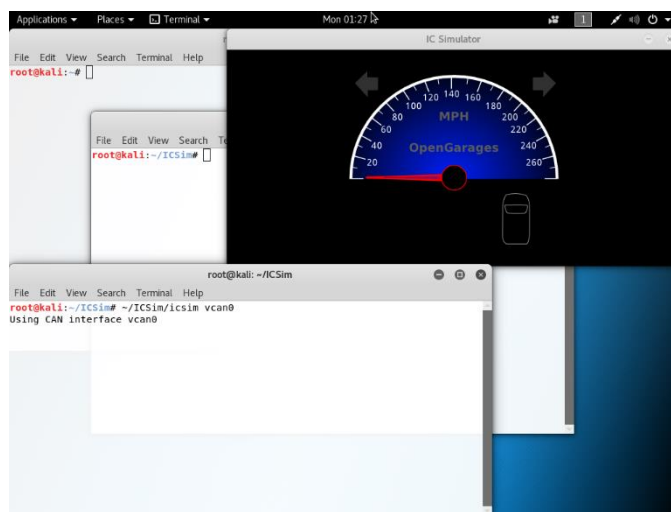 Applications Places Terminal Mon 01:27 1
IC Simulator
File Edit View Search Terminal Help
root@kali:~#
20 40 60 80 100 120 140 160 180 200 220 240 260
MPH
OpenGarages
File Edit View Search
root@kali:~/ICSim#
root@kali: ~/ICSim
File Edit View Search Terminal Help
root@kali:~/ICSim# ~/ICSim/icsim vcan0
Using CAN interface vcan0